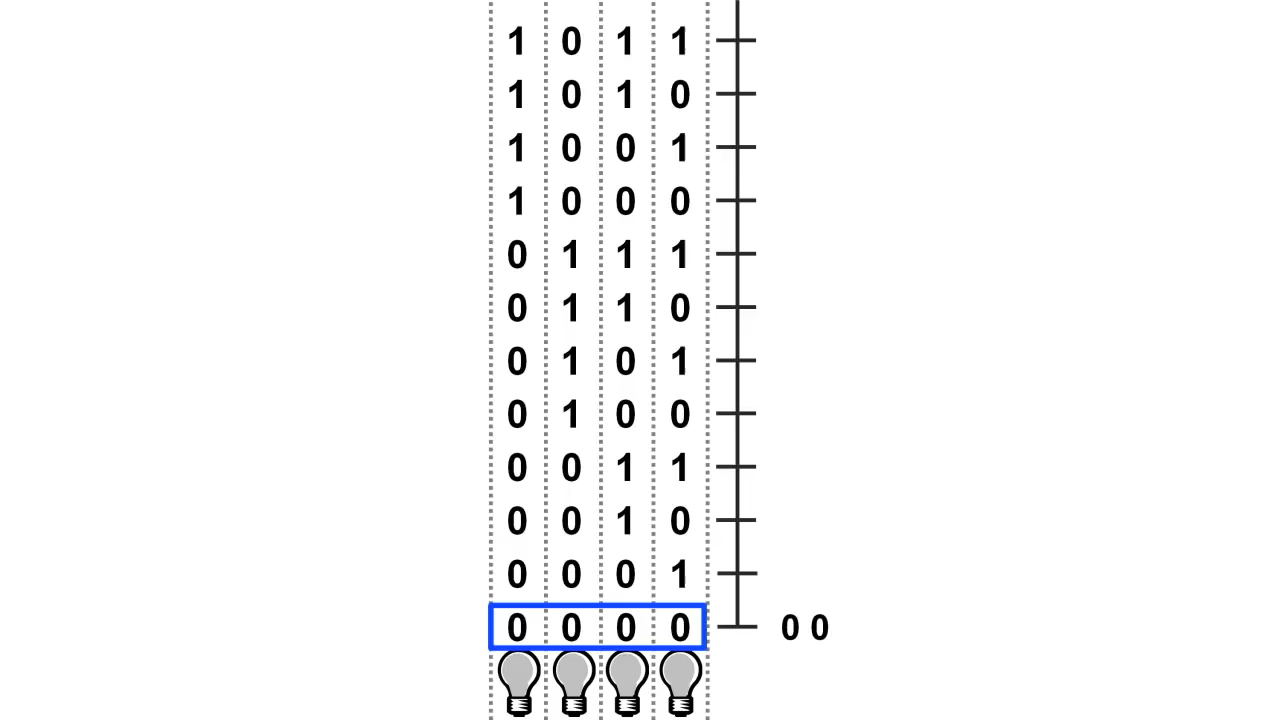 1 0 1 1
1 0 1 0
1 0 0 1
1 0 0 0
0 1 1 1
0 1 1 0
0 1 0 1
0 1 0 0
0 0 1 1
0 0 1 0
0 0 0 1
0 0 0 0 0 0